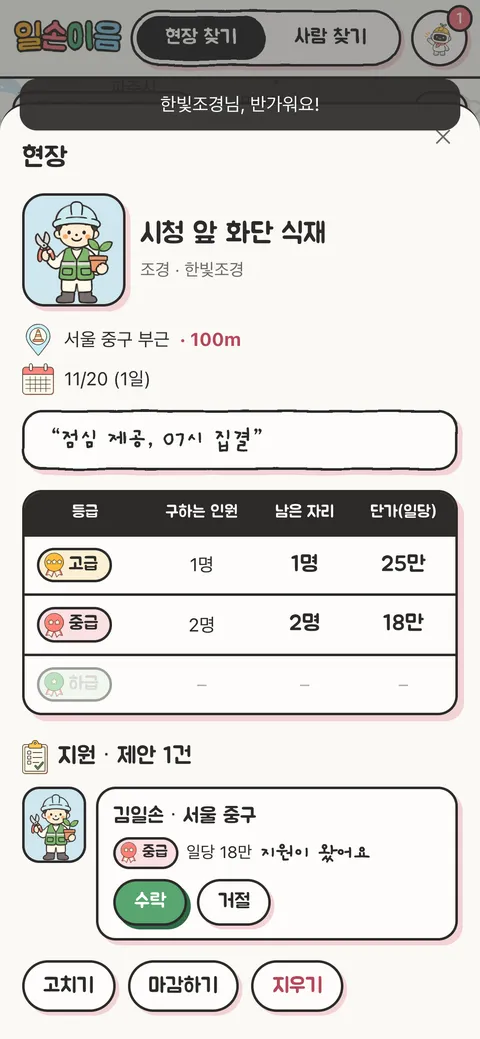 일손이음
현장 찾기
사람 찾기
1
한빛조경님, 반가워요!
현장
시청 앞 화단 식재
조경 · 한빛조경
서울 중구 부근 · 100m
11/20 (1일)
“점심 제공, 07시 집결”
등급 구하는 인원 남은 자리 단가(일당)
고급 1명 1명 25만
중급 2명 2명 18만
하급 – – –
지원 · 제안 1건
김일손 · 서울 중구
중급 일당 18만 지원이 왔어요
수락 거절
고치기 마감하기 지우기